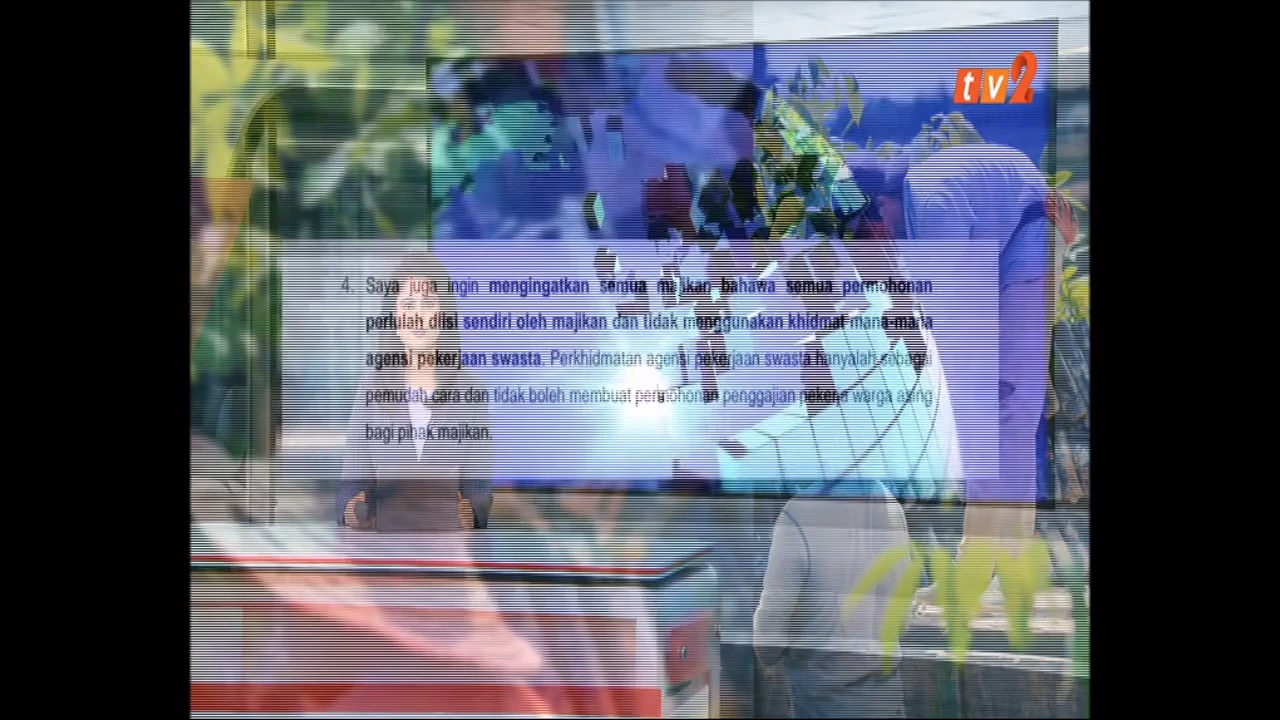 tv2
4. Saya juga ingin mengingatkan semua majikan bahawa semua permohonan
perlulah diisi sendiri oleh majikan dan tidak menggunakan khidmat mana-mana
agensi pekerjaan swasta. Perkhidmatan agensi pekerjaan swasta hanyalah sebagai
pemudah cara dan tidak boleh membuat permohonan penggajian pekerja warga asing
bagi pihak majikan.